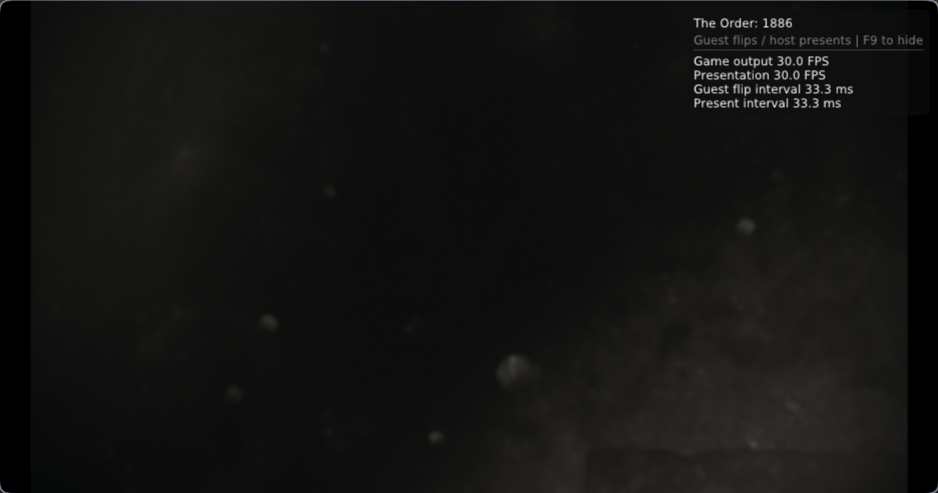 The Order: 1886
Guest flips / host presents | F9 to hide
Game output 30.0 FPS
Presentation 30.0 FPS
Guest flip interval 33.3 ms
Present interval 33.3 ms